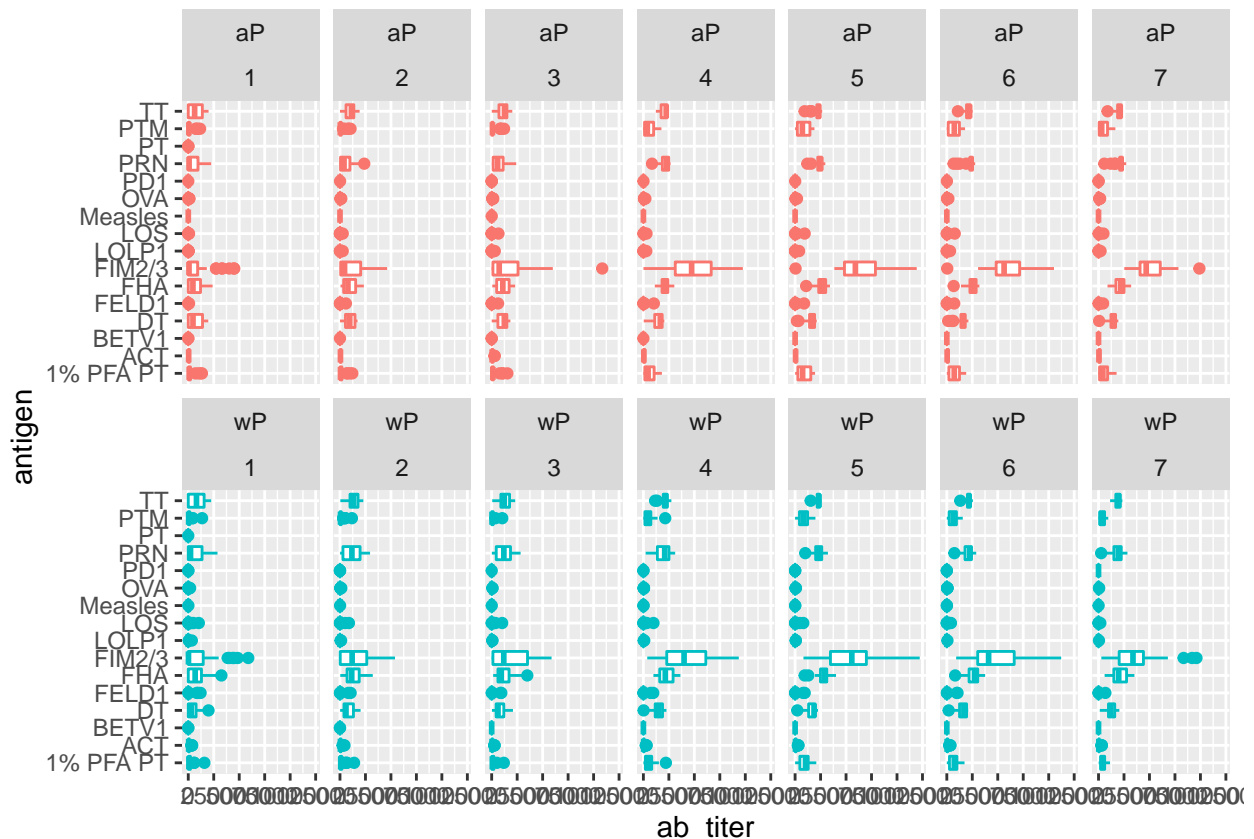 aP aP aP aP aP aP aP
1 2 3 4 5 6 7
TT
PTM
PT
PRN
PD1
OVA
Measles
LOS
LOLP1
FIM2/3
FHA
FELD1
DT
BETV1
ACT
1% PFA PT
antigen
wP wP wP wP wP wP wP
1 2 3 4 5 6 7
TT
PTM
PT
PRN
PD1
OVA
Measles
LOS
LOLP1
FIM2/3
FHA
FELD1
DT
BETV1
ACT
1% PFA PT
ab_titer